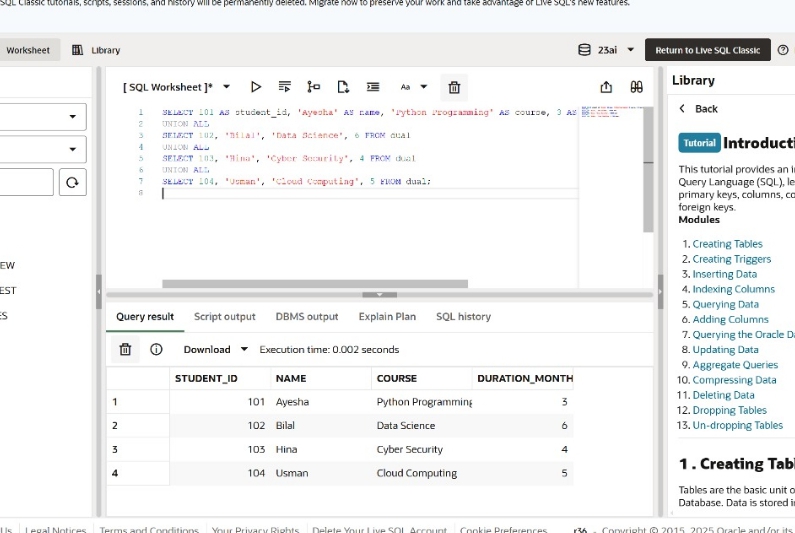 SQL Classic tutorials, scripts, sessions, and history will be permanently deleted. Migrate now to preserve your work and take advantage of Live SQL's new features.
Worksheet
Library
23ai
Return to Live SQL Classic
[ SQL Worksheet ]*
Aa
1 SELECT 101 AS student_id, 'Ayesha' AS name, 'Python Programming' AS course, 3 AS
2 UNION ALL
3 SELECT 102, 'Bilal', 'Data Science', 6 FROM dual
4 UNION ALL
5 SELECT 103, 'Hina', 'Cyber Security', 4 FROM dual
6 UNION ALL
7 SELECT 104, 'Usman', 'Cloud Computing', 5 FROM dual;
8
EW
EST
ES
Query result Script output DBMS output Explain Plan SQL history
Download Execution time: 0.002 seconds
STUDENT_ID NAME COURSE DURATION_MONTH
1 101 Ayesha Python Programming 3
2 102 Bilal Data Science 6
3 103 Hina Cyber Security 4
4 104 Usman Cloud Computing 5
Library
Back
Tutorial Introducti
This tutorial provides an i
Query Language (SQL), le
primary keys, columns, co
foreign keys.
Modules
1. Creating Tables
2. Creating Triggers
3. Inserting Data
4. Indexing Columns
5. Querying Data
6. Adding Columns
7. Querying the Oracle Da
8. Updating Data
9. Aggregate Queries
10. Compressing Data
11. Deleting Data
12. Dropping Tables
13. Un-dropping Tables
1. Creating Tabl
Tables are the basic unit o
Database. Data is stored i
Us Legal Notices Terms and Conditions Your Privacy Rights Delete Your Live SQL Account Cookie Preferences Copyright © 2015, 2025 Oracle and/or its